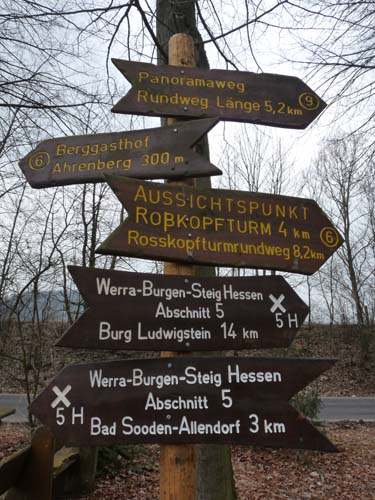 Panoramaweg
Rundweg Länge 5,2 km 9
Berggasthof
6 Ahrenberg 300 m
AUSSICHTSPUNKT
ROßKOPFTURM 4 km 6
Rosskopfturmrundweg 8,2 km
Werra-Burgen-Steig Hessen
Abschnitt 5
X 5 H
Burg Ludwigstein 14 km
Werra-Burgen-Steig Hessen
X 5 H
Abschnitt 5
Bad Sooden-Allendorf 3 km